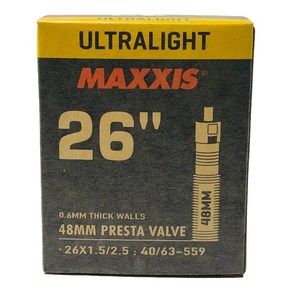 ULTRALIGHT
MAXXIS®
26"
48MM
0.6MM THICK WALLS
48MM PRESTA VALVE
·26X1.5/2.5 : 40/63-559